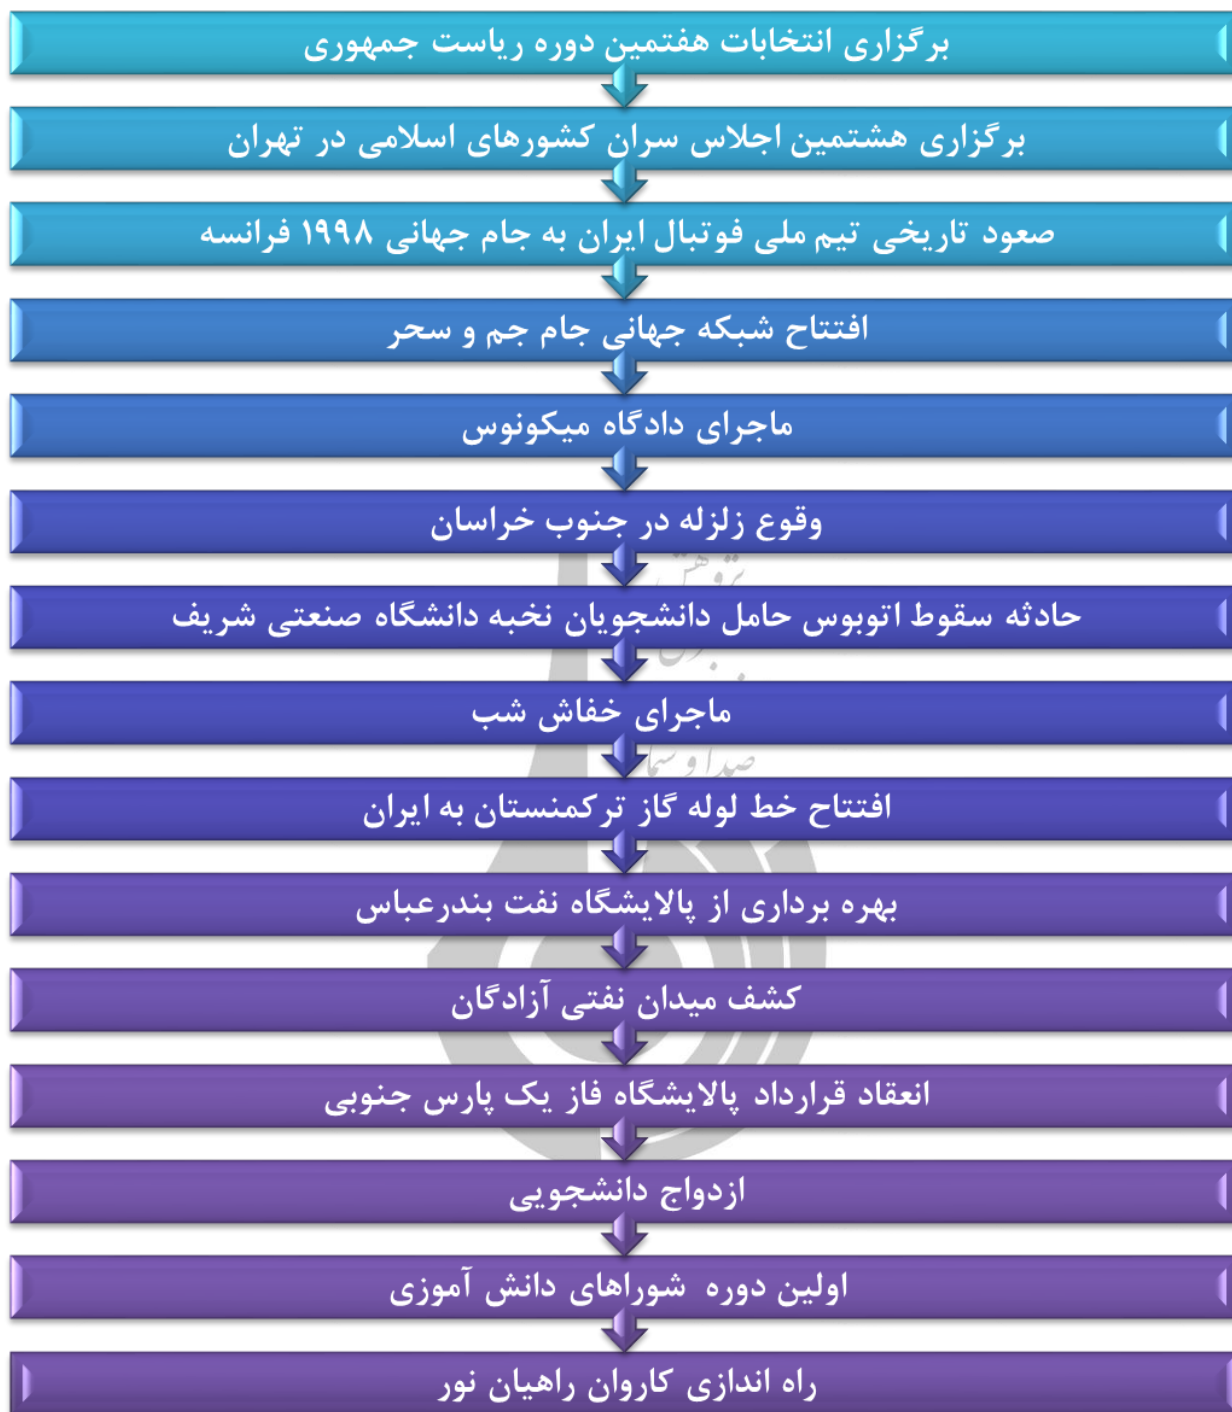 برگزاری انتخابات هفتمین دوره ریاست جمهوری
برگزاری هشتمین اجلاس سران کشورهای اسلامی در تهران
صعود تاریخی تیم ملی فوتبال ایران به جام جهانی ۱۹۹۸ فرانسه
افتتاح شبکه جهانی جام جم و سحر
ماجرای دادگاه میکونوس
وقوع زلزله در جنوب خراسان
پژوهش
حادثه سقوط اتوبوس حامل دانشجویان نخبه دانشگاه صنعتی شریف
ماجرای خفاش شب
صدا و سما
افتتاح خط لوله گاز ترکمنستان به ایران
بهره برداری از پالایشگاه نفت بندرعباس
کشف میدان نفتی آزادگان
انعقاد قرارداد پالایشگاه فاز یک پارس جنوبی
ازدواج دانشجویی
اولین دوره شوراهای دانش آموزی
راه اندازی کاروان راهیان نور